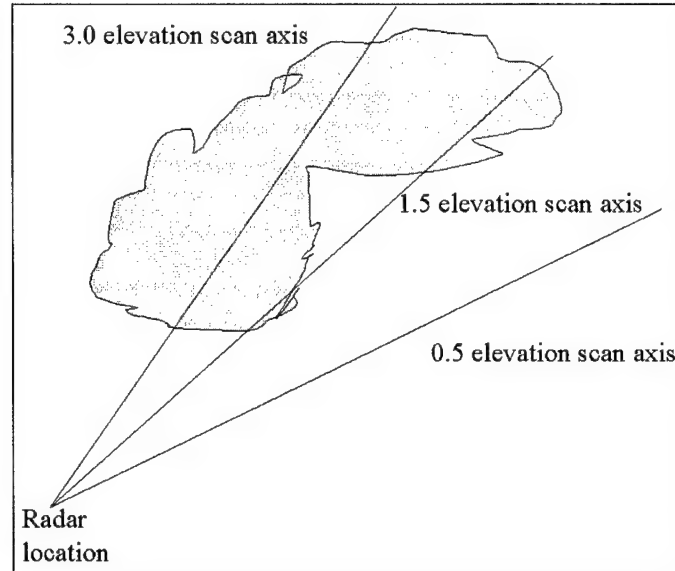 3.0 elevation scan axis
1.5 elevation scan axis
0.5 elevation scan axis
Radar
location